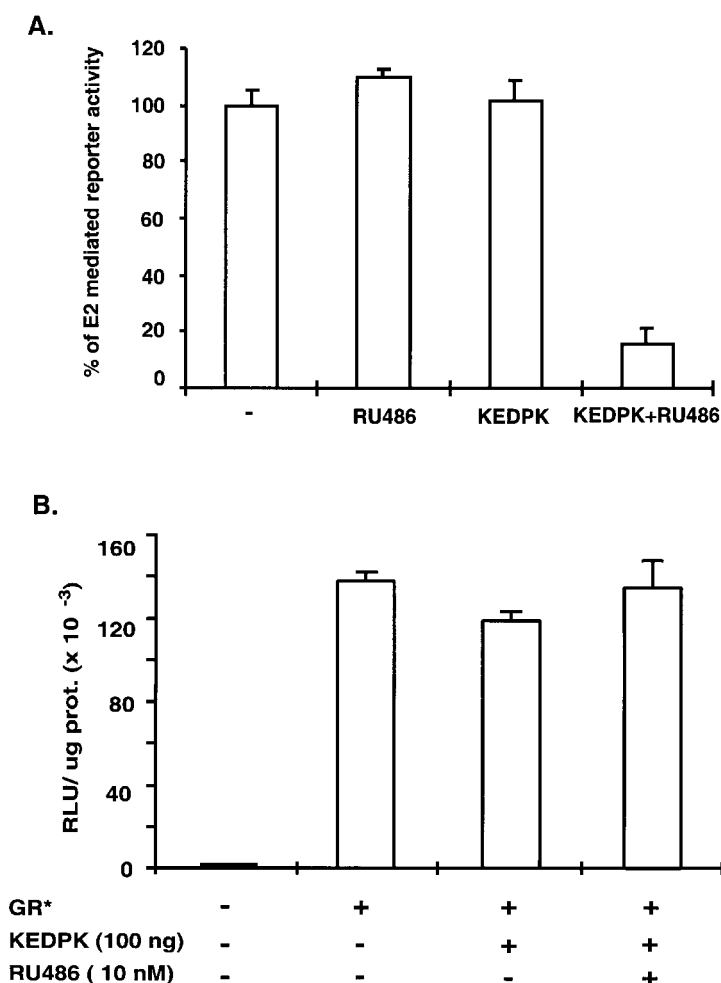 A.
% of E2 mediated reporter activity
120
100
80
60
40
20
0
- RU486 KEDPK KEDPK+RU486
B.
RLU/ ug prot. (x 10 -3)
160
120
80
40
0
GR* - + + +
KEDPK (100 ng) - - + +
RU486 ( 10 nM) - - - +